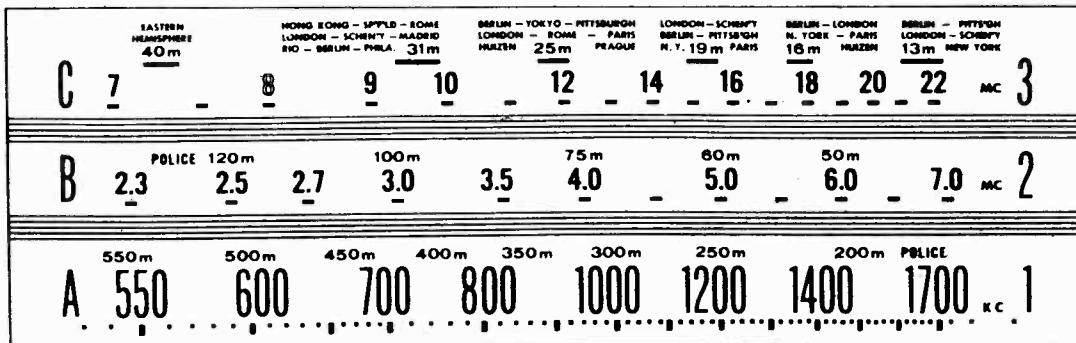 EASTERN HONG KONG – SP'F'LD – ROME BERLIN – YOKYO – PITTSBURGH LONDON – SCHEN'Y BERLIN – LONDON BERLIN – PITTS'GH
HEMISPHERE LONDON – SCHEN'Y – MADRID LONDON – ROME – PARIS BERLIN – PITTSB'GH N. YORK – PARIS LONDON – SCHEN'Y
40m RIO – BERLIN – PHILA. 31m HUIZEN 25m PRAGUE N.Y. 19m PARIS 16m HUIZEN 13m NEW YORK
C 7 8 9 10 12 14 16 18 20 22 MC 3
POLICE 120m 100m 75m 60m 50m
B 2.3 2.5 2.7 3.0 3.5 4.0 5.0 6.0 7.0 MC 2
550m 500m 450m 400m 350m 300m 250m 200m POLICE
A 550 600 700 800 1000 1200 1400 1700 KC 1